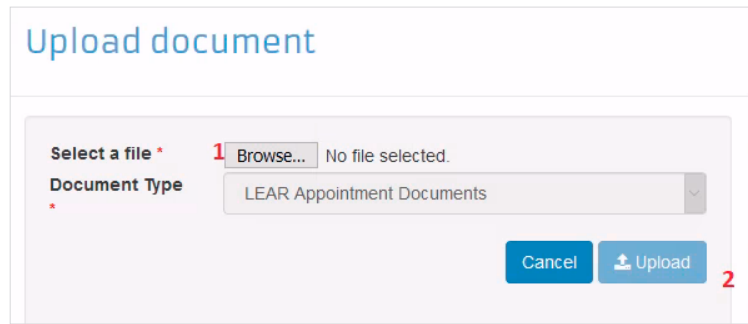 Upload document
Select a file * 1 Browse... No file selected.
Document Type
* LEAR Appointment Documents
Cancel Upload
2